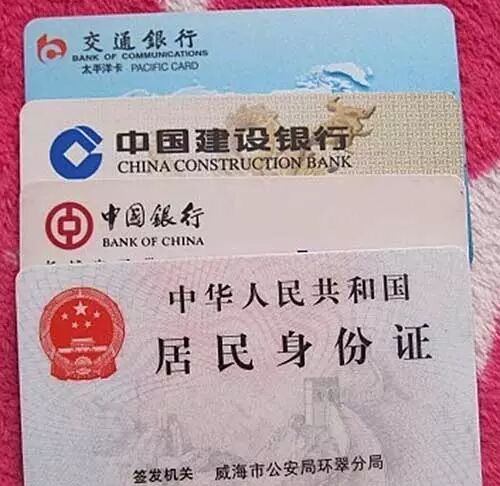 交通銀行
BANK OF COMMUNICATIONS
太平洋卡 PACIFIC CARD
中国建设银行
CHINA CONSTRUCTION BANK
中国銀行
BANK OF CHINA
中华人民共和国
居民身份证
签发机关 威海市公安局环翠分局